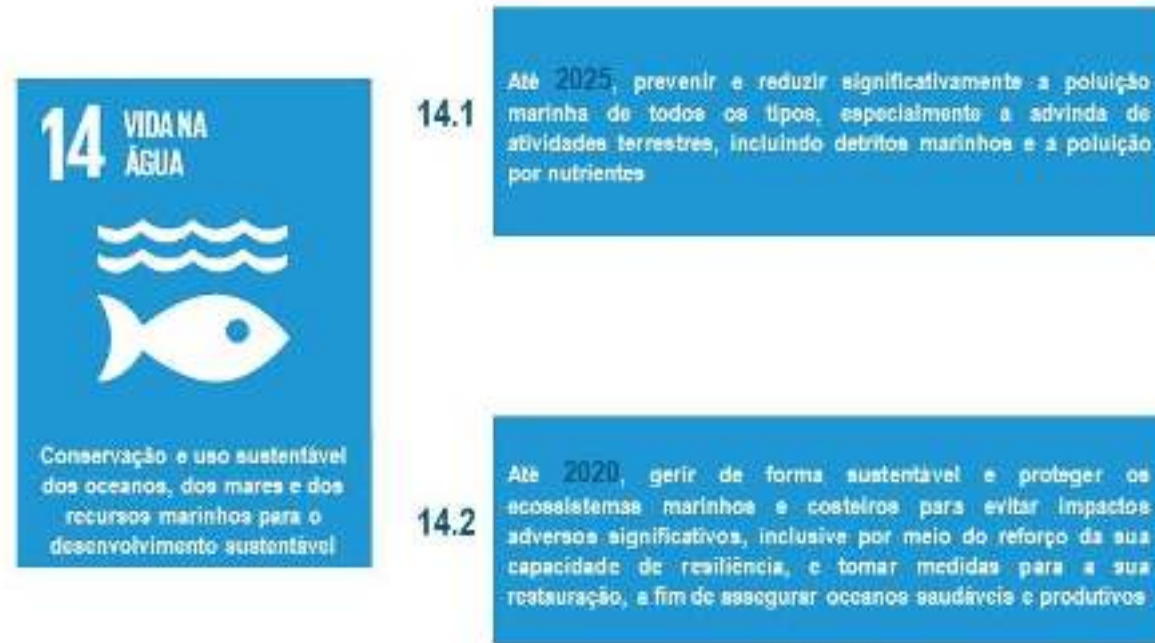 14 VIDA NA
ÁGUA
Conservação e uso sustentável
dos oceanos, dos mares e dos
recursos marinhos para o
desenvolvimento sustentável
14.1
Até 2025, prevenir e reduzir significativamente a poluição
marinha de todos os tipos, especialmente a advinda de
atividades terrestres, incluindo detritos marinhos e a poluição
por nutrientes
14.2
Até 2020, gerir de forma sustentável e proteger os
ecossistemas marinhos e costeiros para evitar impactos
adversos significativos, inclusive por meio do reforço da sua
capacidade de resiliência, e tomar medidas para a sua
restauração, a fim de assegurar oceanos saudáveis e produtivos